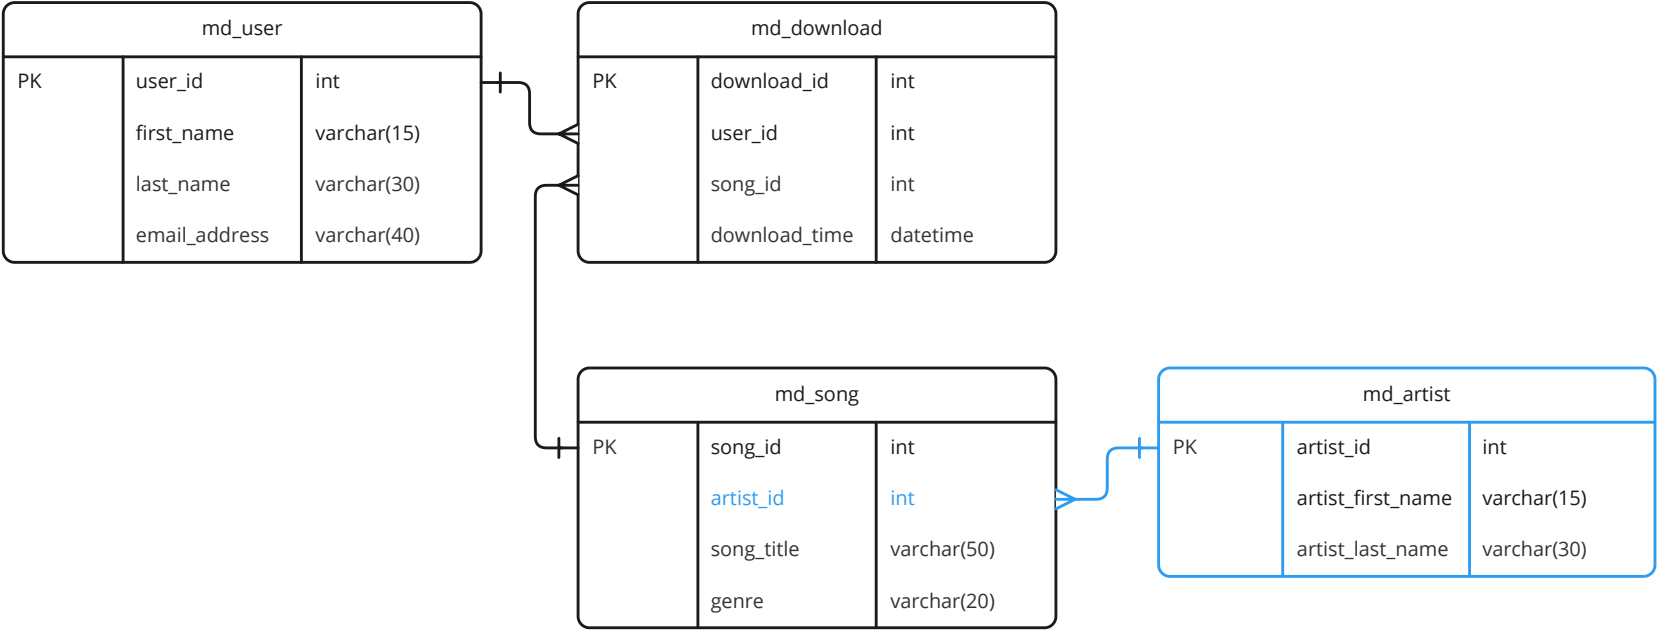 md_user
PK user_id int
first_name varchar(15)
last_name varchar(30)
email_address varchar(40)
md_download
PK download_id int
user_id int
song_id int
download_time datetime
md_song
PK song_id int
artist_id int
song_title varchar(50)
genre varchar(20)
md_artist
PK artist_id int
artist_first_name varchar(15)
artist_last_name varchar(30)